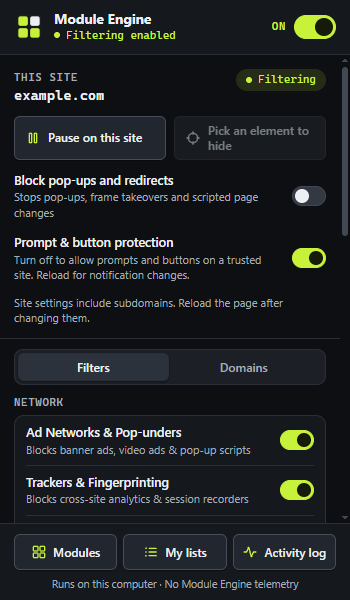 Module Engine
Filtering enabled
ON
THIS SITE
Filtering
example.com
Pause on this site
Pick an element to
hide
Block pop-ups and redirects
Stops pop-ups, frame takeovers and scripted page
changes
Prompt & button protection
Turn off to allow prompts and buttons on a trusted
site. Reload for notification changes.
Site settings include subdomains. Reload the page after
changing them.
Filters
Domains
NETWORK
Ad Networks & Pop-unders
Blocks banner ads, video ads & pop-up scripts
Trackers & Fingerprinting
Blocks cross-site analytics & session recorders
Modules
My lists
Activity log
Runs on this computer · No Module Engine telemetry